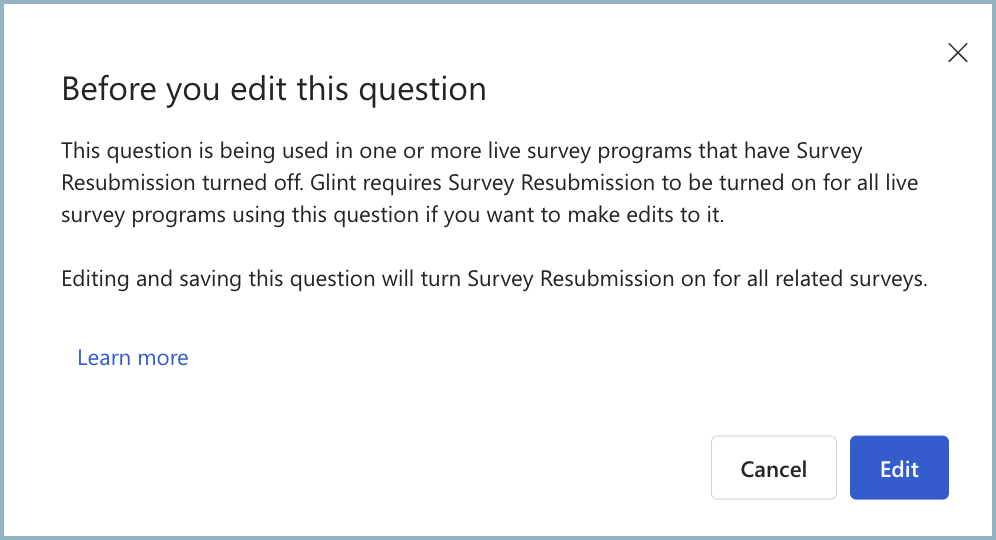 Before you edit this question
This question is being used in one or more live survey programs that have Survey
Resubmission turned off. Glint requires Survey Resubmission to be turned on for all live
survey programs using this question if you want to make edits to it.
Editing and saving this question will turn Survey Resubmission on for all related surveys.
Learn more
Cancel
Edit